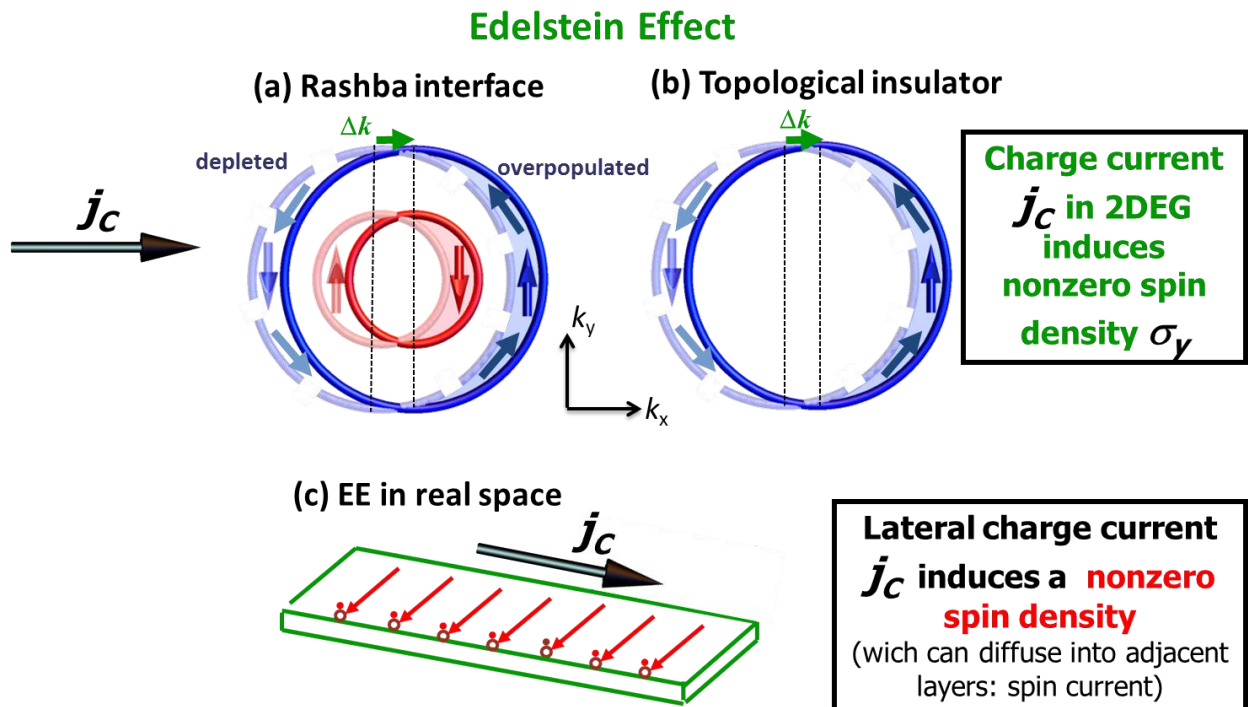 Edelstein Effect
(a) Rashba interface
(b) Topological insulator
Δk
Δk
depleted
overpopulated
jC
Charge current
jC in 2DEG
induces
nonzero spin
density σy
ky
kx
(c) EE in real space
jC
Lateral charge current
jC induces a nonzero
spin density
(wich can diffuse into adjacent
layers: spin current)